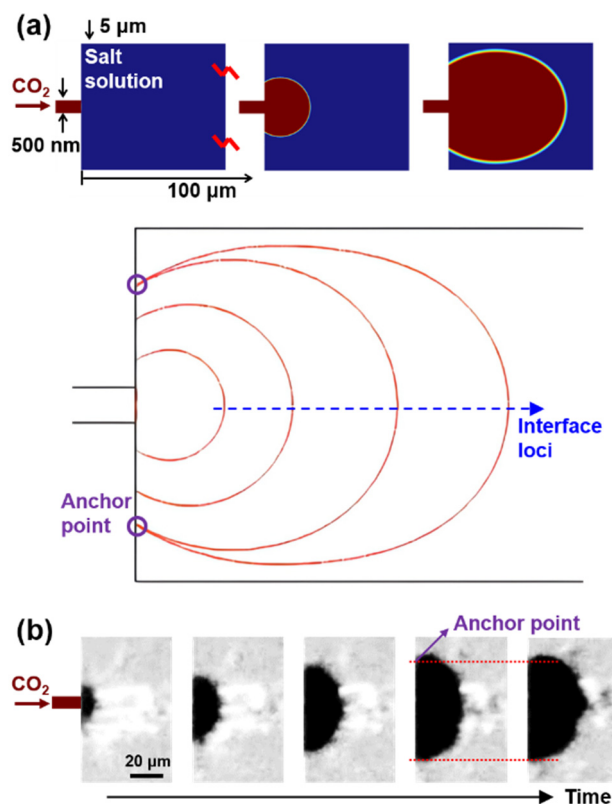 (a)
5 μm
Salt
solution
CO2
500 nm
100 μm
Interface
loci
Anchor
point
(b)
Anchor point
CO2
20 μm
Time